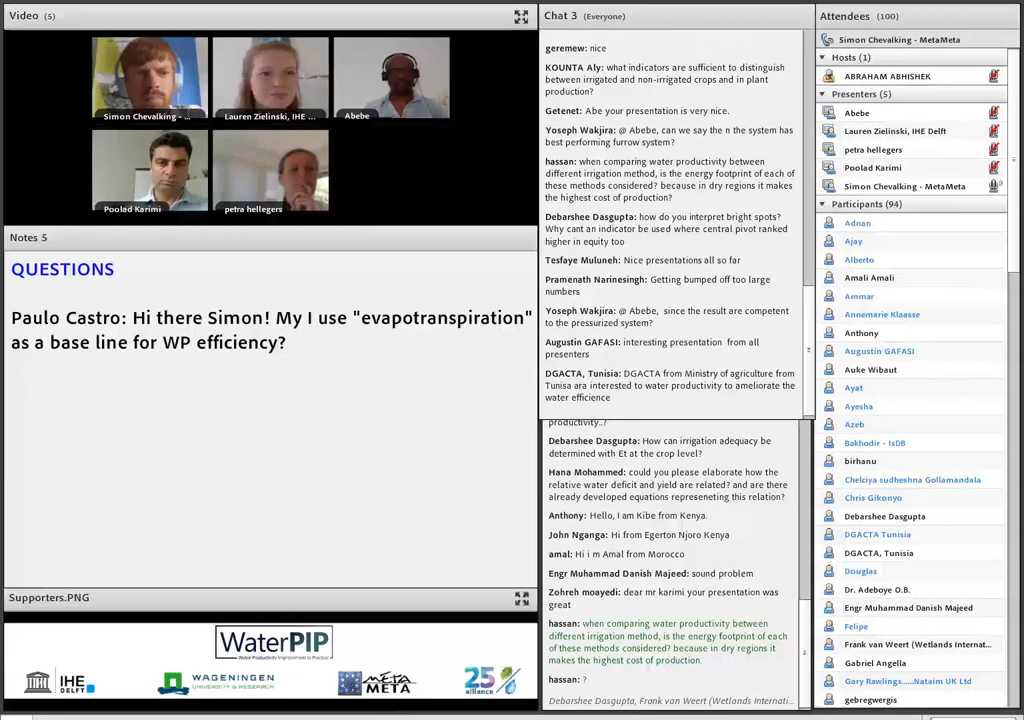 Video (5)
Simon Chevalking - ...
Lauren Zielinski, IHE ...
Abebe
Poolad Karimi
petra hellegers
Notes 5
QUESTIONS
Paulo Castro: Hi there Simon! My I use "evapotranspiration"
as a base line for WP efficiency?
Supporters.PNG
WaterPIP
Water Productivity Improvement in Practice
IHE
DELFT
WAGENINGEN
UNIVERSITY & RESEARCH
META
META
25
alliance
Chat 3 (Everyone)
geremew: nice
KOUNTA Aly: what indicators are sufficient to distinguish
between irrigated and non-irrigated crops and in plant
production?
Getenet: Abe your presentation is very nice.
Yoseph Wakjira: @ Abebe, can we say the n the system has
best performing furrow system?
hassan: when comparing water productivity between
different irrigation method, is the energy footprint of each of
these methods considered? because in dry regions it makes
the highest cost of production?
Debarshee Dasgupta: how do you interpret bright spots?
Why cant an indicator be used where central pivot ranked
higher in equity too
Tesfaye Muluneh: Nice presentations all so far
Pramenath Narinesingh: Getting bumped off too large
numbers
Yoseph Wakjira: @ Abebe, since the result are competent
to the pressurized system?
Augustin GAFASI: interesting presentation from all
presenters
DGACTA, Tunisia: DGACTA from Ministry of agriculture from
Tunisa are interested to water productivity to ameliorate the
water efficience
productivity..?
Debarshee Dasgupta: How can irrigation adequacy be
determined with Et at the crop level?
Hana Mohammed: could you please elaborate how the
relative water deficit and yield are related? and are there
already developed equations represeneting this relation?
Anthony: Hello, I am Kibe from Kenya.
John Nganga: Hi from Egerton Njoro Kenya
amal: Hi i m Amal from Morocco
Engr Muhammad Danish Majeed: sound problem
Zohreh moayedi: dear mr karimi your presentation was
great
hassan: when comparing water productivity between
different irrigation method, is the energy footprint of each
of these methods considered? because in dry regions it
makes the highest cost of production.
hassan: ?
Debarshee Dasgupta, Frank van Weert (Wetlands Internati...
Attendees (100)
Simon Chevalking - MetaMeta
Hosts (1)
ABRAHAM ABHISHEK
Presenters (5)
Abebe
Lauren Zielinski, IHE Delft
petra hellegers
Poolad Karimi
Simon Chevalking - MetaMeta
Participants (94)
Adnan
Ajay
Alberto
Amali Amali
Ammar
Annemarie Klaasse
Anthony
Augustin GAFASI
Auke Wibaut
Ayat
Ayesha
Azeb
Bakhodir - IsDB
birhanu
Chelciya sudheshna Gollamandala
Chris Gikonyo
Debarshee Dasgupta
DGACTA Tunisia
DGACTA, Tunisia
Douglas
Dr. Adeboye O.B.
Engr Muhammad Danish Majeed
Felipe
Frank van Weert (Wetlands Internat...
Gabriel Angella
Gary Rawlings.....Nataim UK Ltd
gebregwergis